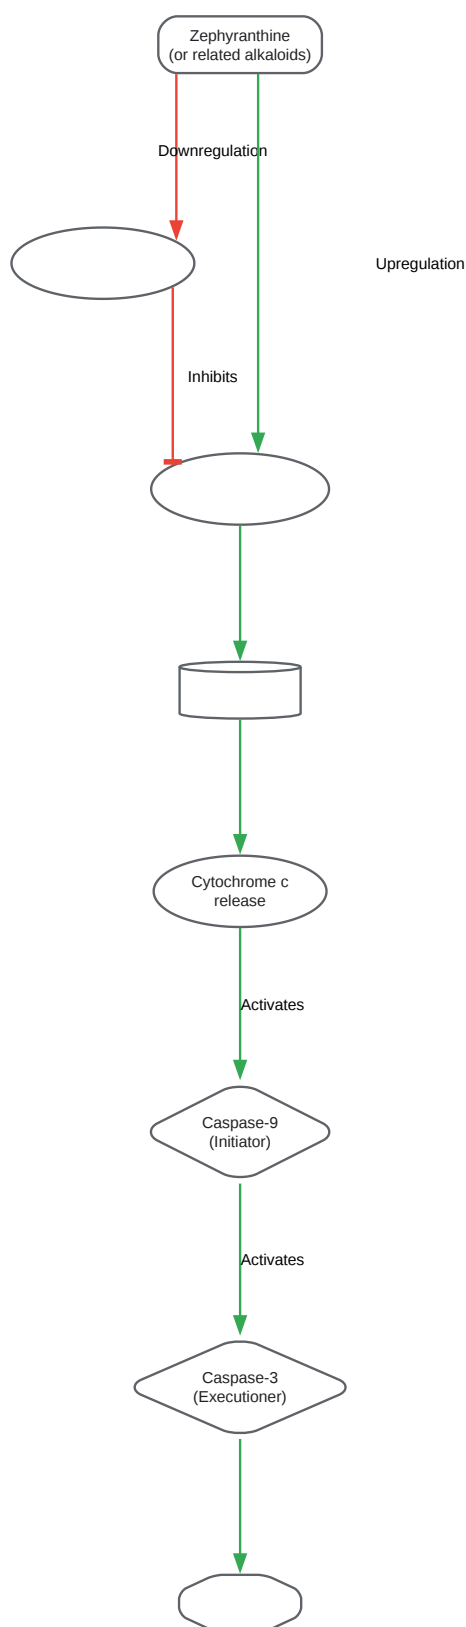 Zephyranthine
(or related alkaloids)
Downregulation
Upregulation
Inhibits
Cytochrome c
release
Activates
Caspase-9
(Initiator)
Activates
Caspase-3
(Executioner)